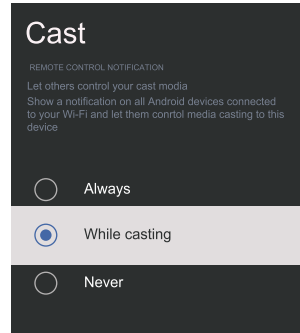 Cast
REMOTE CONTROL NOTIFICATION
Let others control your cast modia
Show a notification on all Android devices connected
to your Wi-Fi and let them conrtol media casting to this
device
Always
While casting
Never